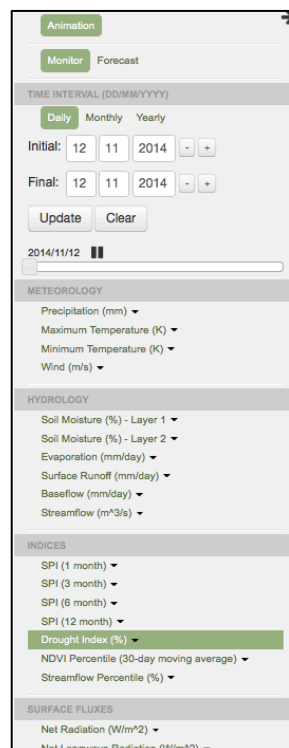 Animation
Monitor Forecast
TIME INTERVAL (DD/MM/YYYY)
Daily Monthly Yearly
Initial: 12 11 2014 - +
Final: 12 11 2014 - +
Update Clear
2014/11/12
METEOROLOGY
Precipitation (mm)
Maximum Temperature (K)
Minimum Temperature (K)
Wind (m/s)
HYDROLOGY
Soil Moisture (%) - Layer 1
Soil Moisture (%) - Layer 2
Evaporation (mm/day)
Surface Runoff (mm/day)
Baseflow (mm/day)
Streamflow (m^3/s)
INDICES
SPI (1 month)
SPI (3 month)
SPI (6 month)
SPI (12 month)
Drought Index (%)
NDVI Percentile (30-day moving average)
Streamflow Percentile (%)
SURFACE FLUXES
Net Radiation (W/m^2)
Net Longwave Radiation (W/m^2)